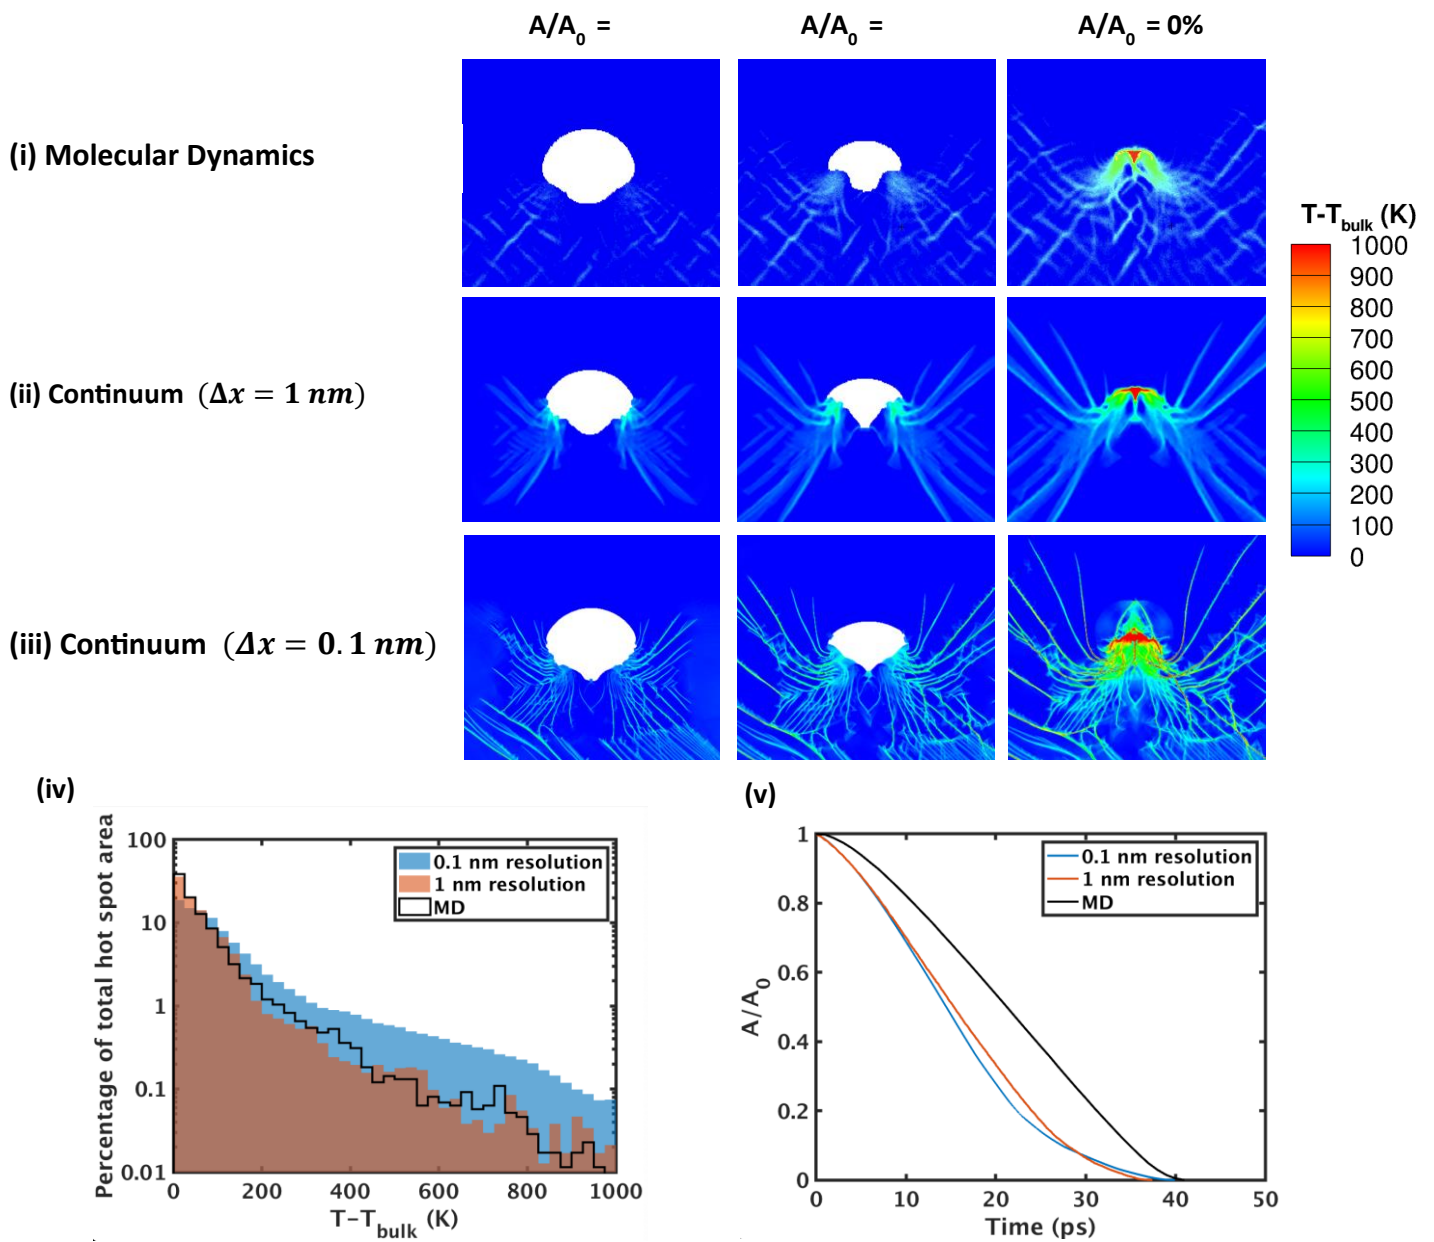 A/A0 =
A/A0 =
A/A0 = 0%
(i) Molecular Dynamics
T-Tbulk (K)
1000
900
800
700
600
500
400
300
200
100
0
(ii) Continuum (Δx = 1 nm)
(iii) Continuum (Δx = 0.1 nm)
(iv)
Percentage of total hot spot area
100
10
1
0.1
0.01
0.1 nm resolution
1 nm resolution
MD
0
200
400
600
800
1000
T-Tbulk (K)
(v)
A/A0
1
0.8
0.6
0.4
0.2
0
0.1 nm resolution
1 nm resolution
MD
0
10
20
30
40
50
Time (ps)